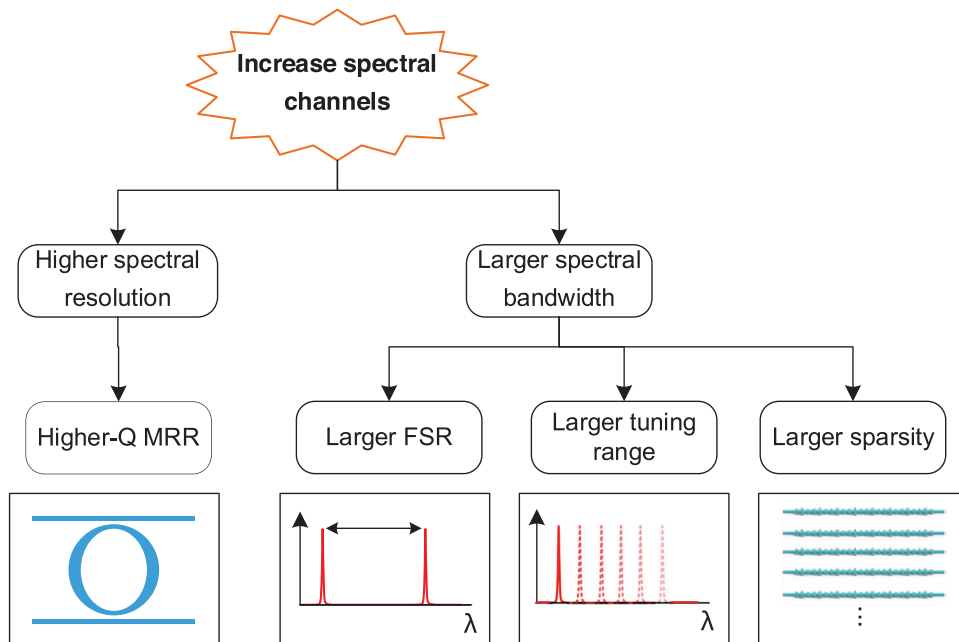 Increase spectral
channels
Higher spectral
resolution
Larger spectral
bandwidth
Higher-Q MRR
Larger FSR
Larger tuning
range
Larger sparsity
λ
λ
⋮